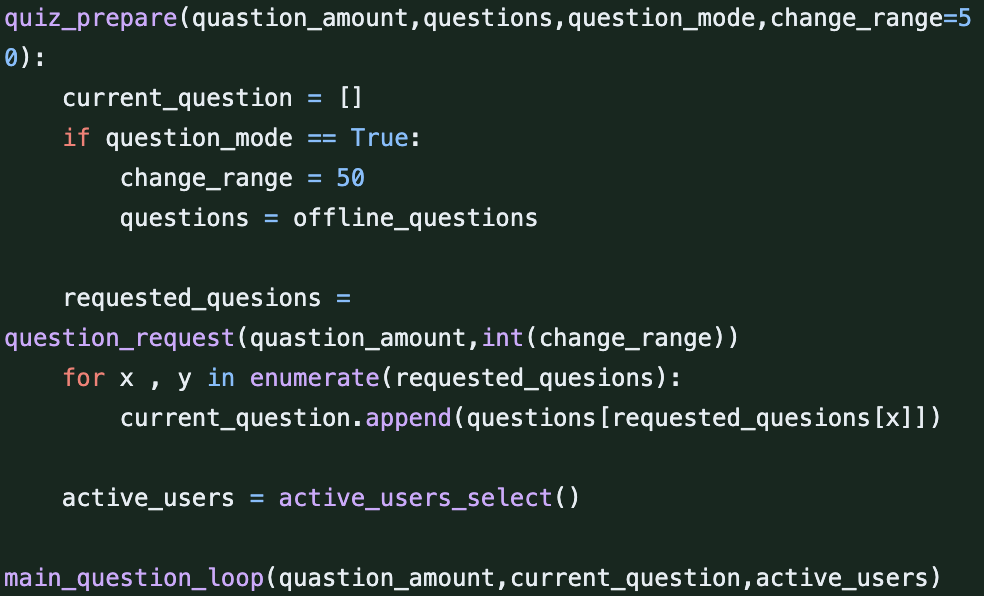 quiz_prepare(quastion_amount,questions,question_mode,change_range=5
0):
    current_question = []
    if question_mode == True:
        change_range = 50
        questions = offline_questions
    requested_quesions =
question_request(quastion_amount,int(change_range))
    for x , y in enumerate(requested_quesions):
        current_question.append(questions[requested_quesions[x]])
    active_users = active_users_select()
main_question_loop(quastion_amount,current_question,active_users)